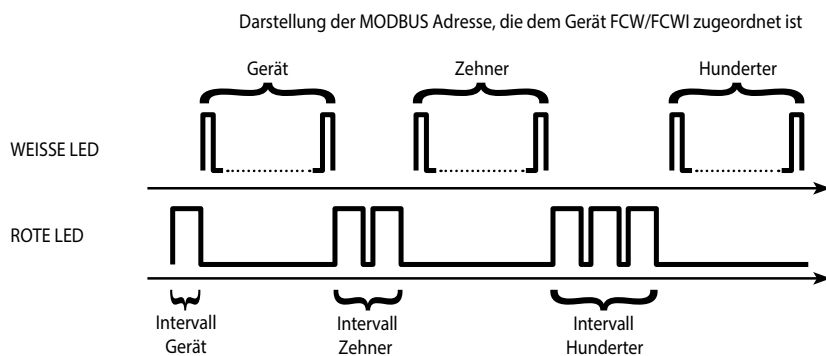 Darstellung der MODBUS Adresse, die dem Gerät FCW/FCWI zugeordnet ist
Gerät
Zehner
Hunderter
WEISSE LED
ROTE LED
Intervall
Gerät
Intervall
Zehner
Intervall
Hunderter